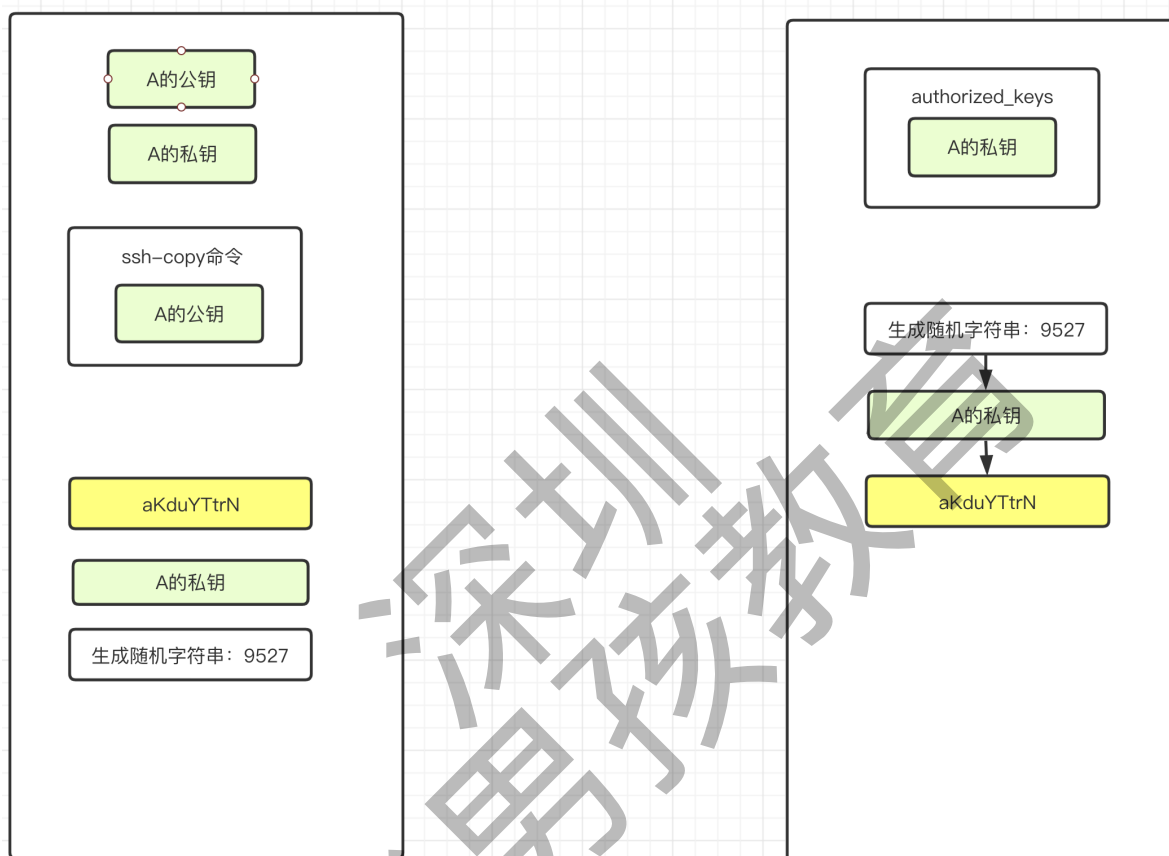 A的公钥
A的私钥
ssh-copy命令
A的公钥
aKduYTtrN
A的私钥
生成随机字符串：9527
authorized_keys
A的私钥
生成随机字符串：9527
A的私钥
aKduYTtrN
深圳
男孩教育